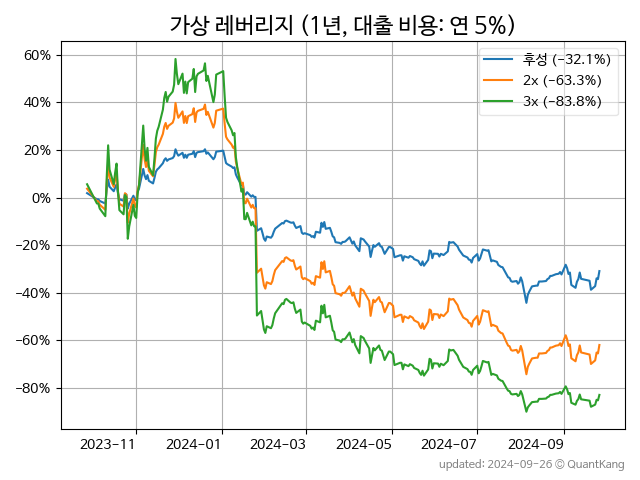 가상 레버리지 (1년, 대출 비용: 연 5%)
후성 (−32.1%)
2x (−63.3%)
3x (−83.8%)
60%
40%
20%
0%
−20%
−40%
−60%
−80%
2023-11
2024-01
2024-03
2024-05
2024-07
2024-09
updated: 2024-09-26 © QuantKang